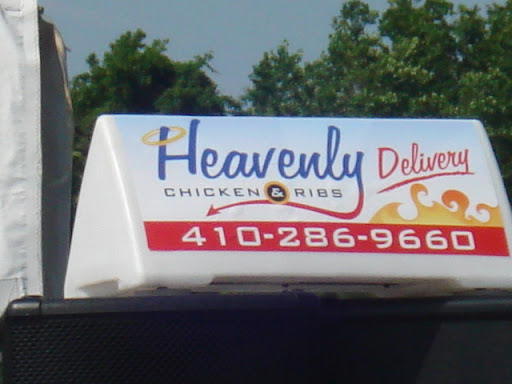 Heavenly Delivery
CHICKEN & RIBS
410-286-9660